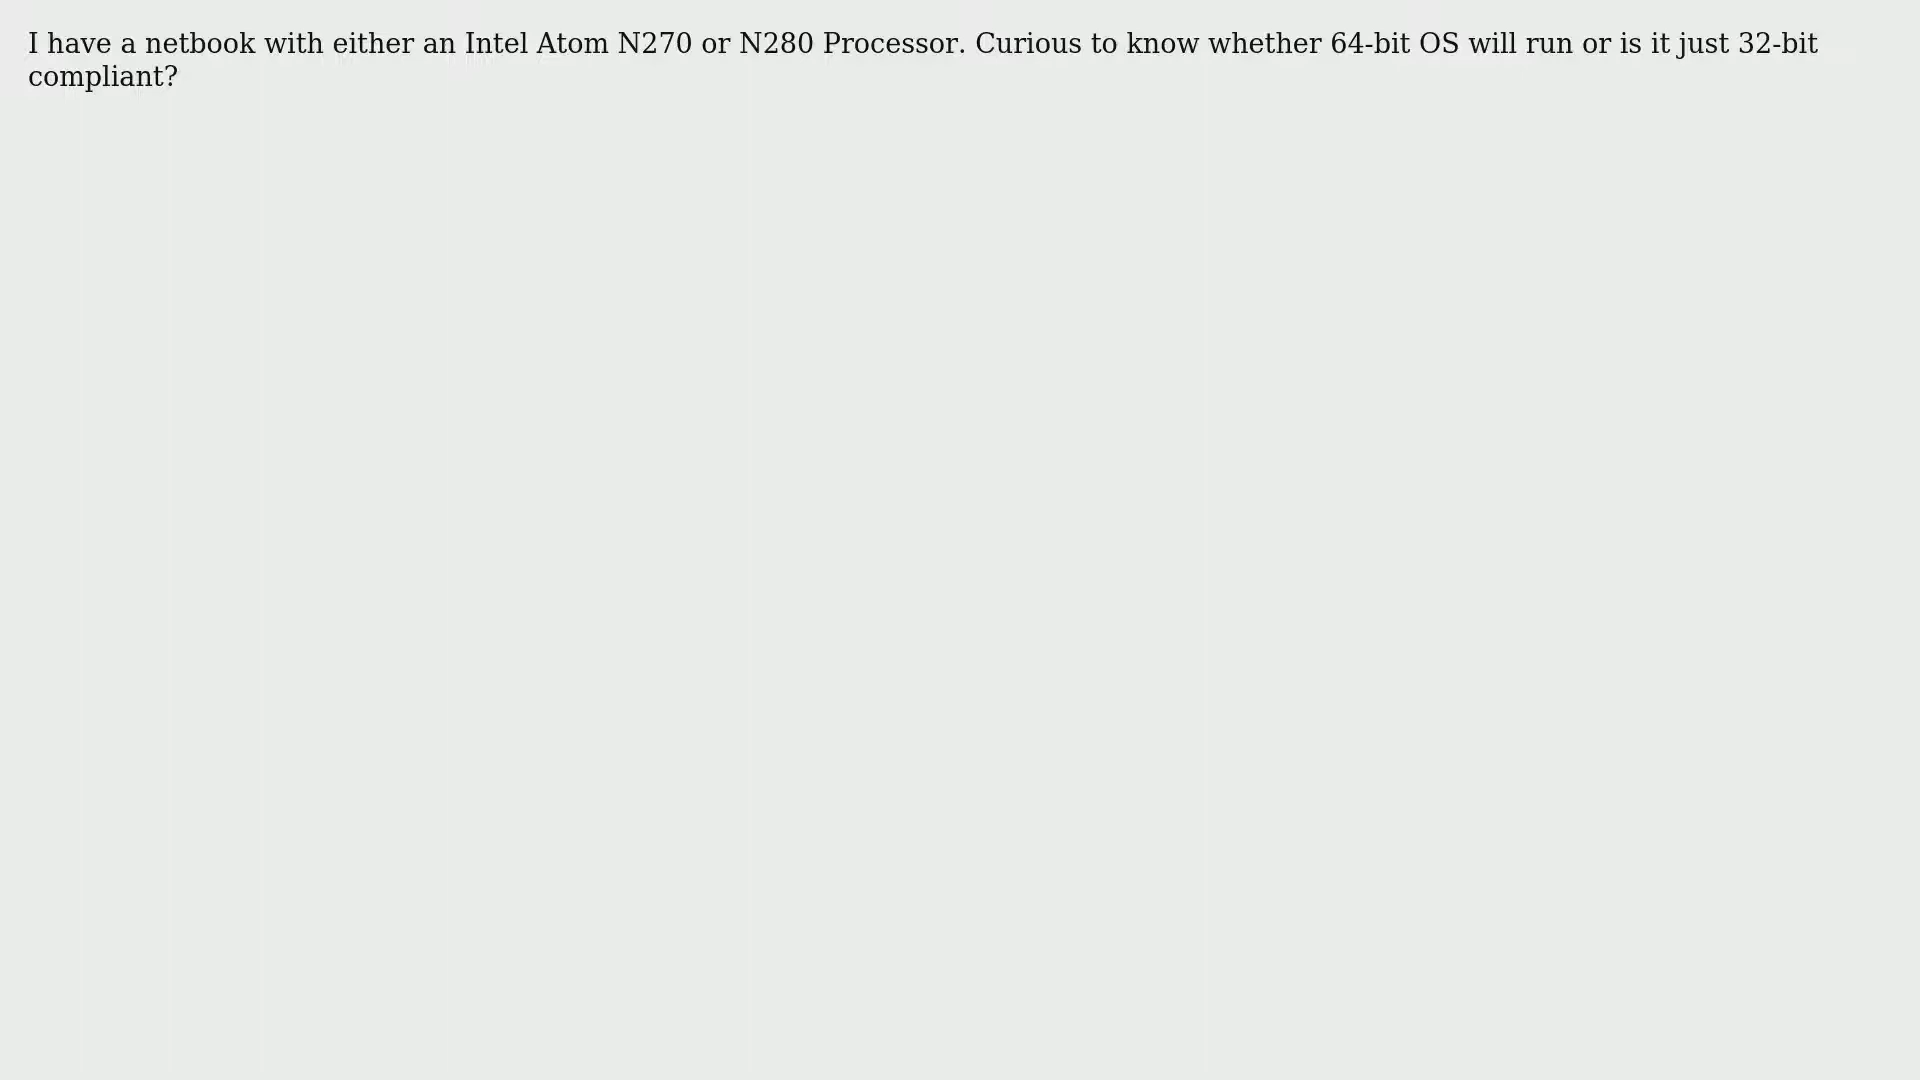 I have a netbook with either an Intel Atom N270 or N280 Processor. Curious to know whether 64-bit OS will run or is it just 32-bit
compliant?